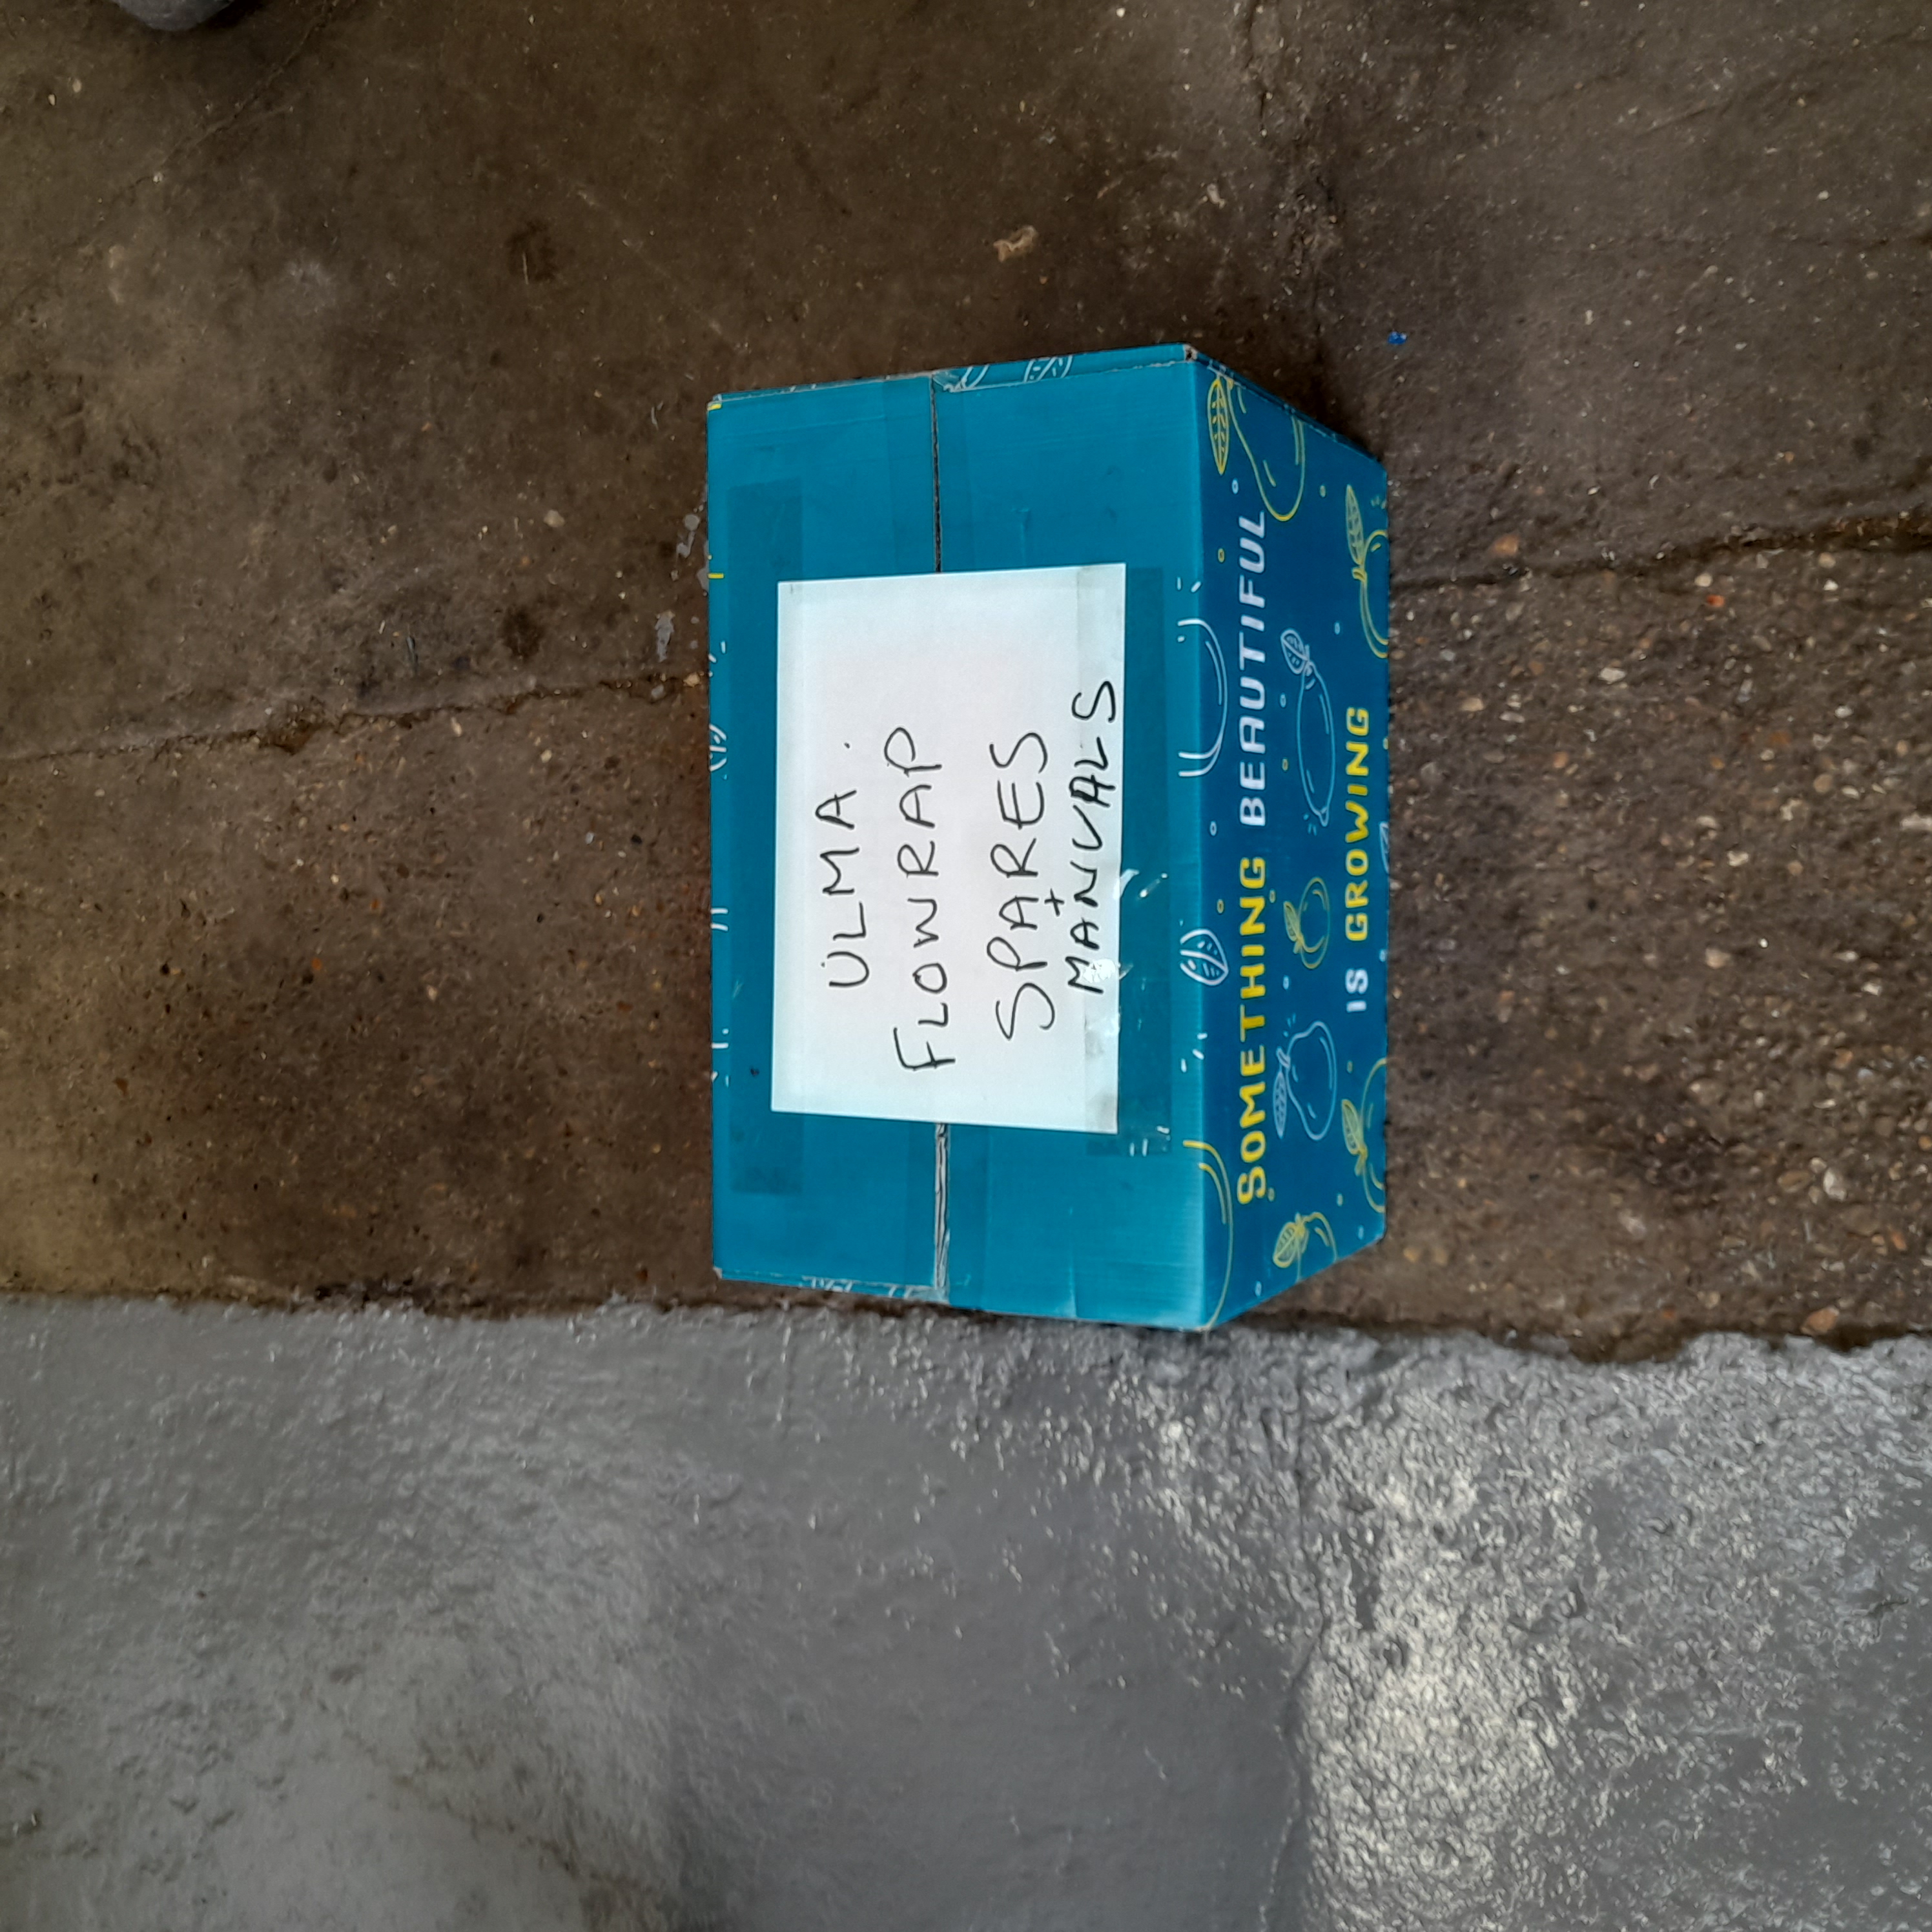 ULMA.
FLOWRAP
SPARES
+
MANUALS
SOMETHING BEAUTIFUL
IS GROWING